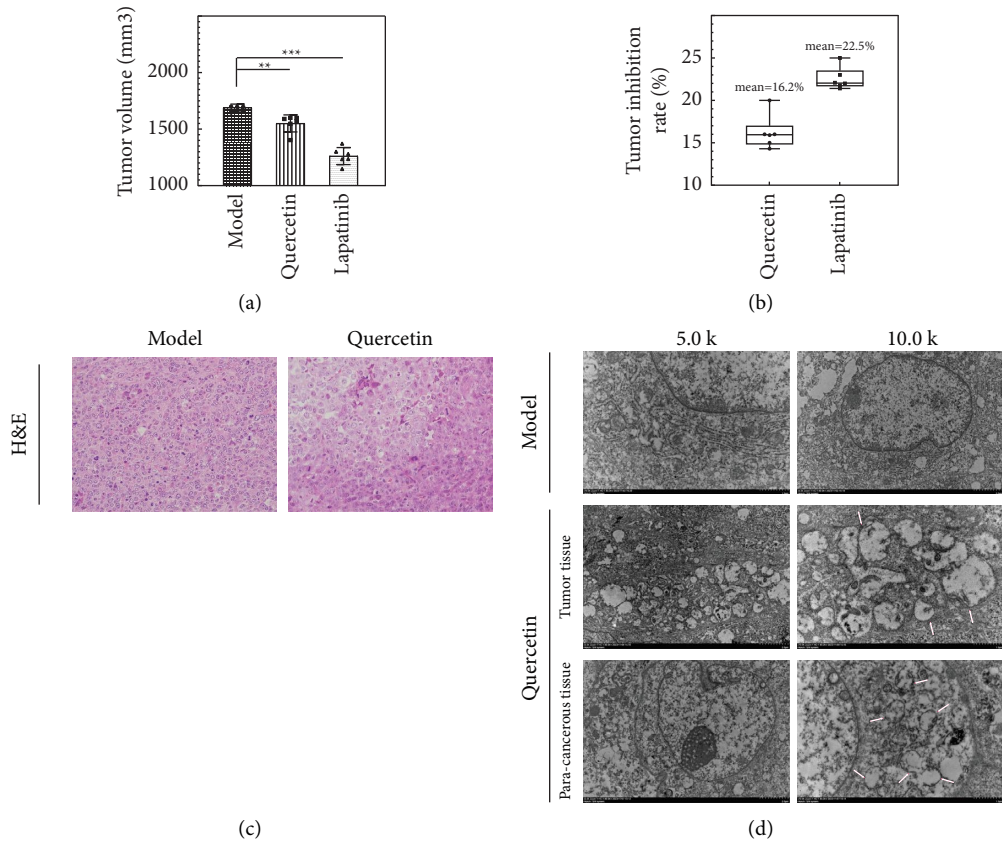 Tumor volume (mm3)
2000
1500
1000
***
**
Model
Quercetin
Lapatinib
(a)
Tumor inhibition
rate (%)
25
20
15
10
mean=16.2%
mean=22.5%
Quercetin
Lapatinib
(b)
Model
Quercetin
H&E
(c)
5.0 k
10.0 k
Model
Quercetin
Tumor tissue
Para-cancerous tissue
(d)